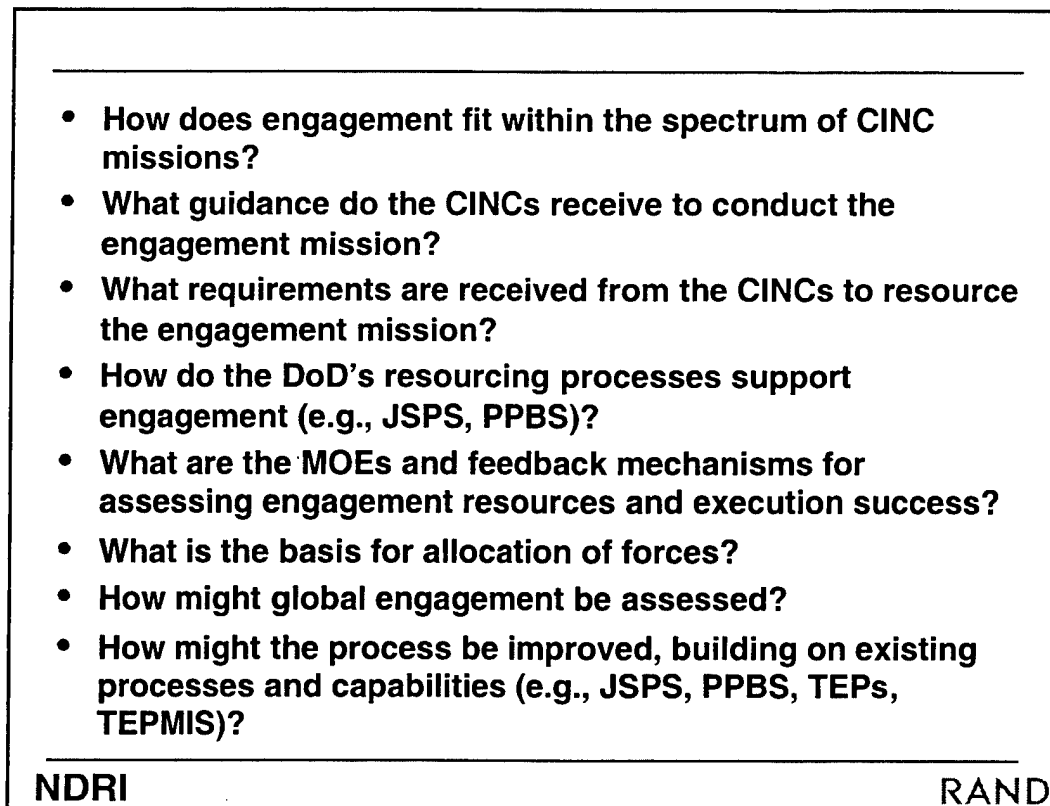 • How does engagement fit within the spectrum of CINC
missions?
• What guidance do the CINCs receive to conduct the
engagement mission?
• What requirements are received from the CINCs to resource
the engagement mission?
• How do the DoD's resourcing processes support
engagement (e.g., JSPS, PPBS)?
• What are the MOEs and feedback mechanisms for
assessing engagement resources and execution success?
• What is the basis for allocation of forces?
• How might global engagement be assessed?
• How might the process be improved, building on existing
processes and capabilities (e.g., JSPS, PPBS, TEPs,
TEPMIS)?
NDRI RAND